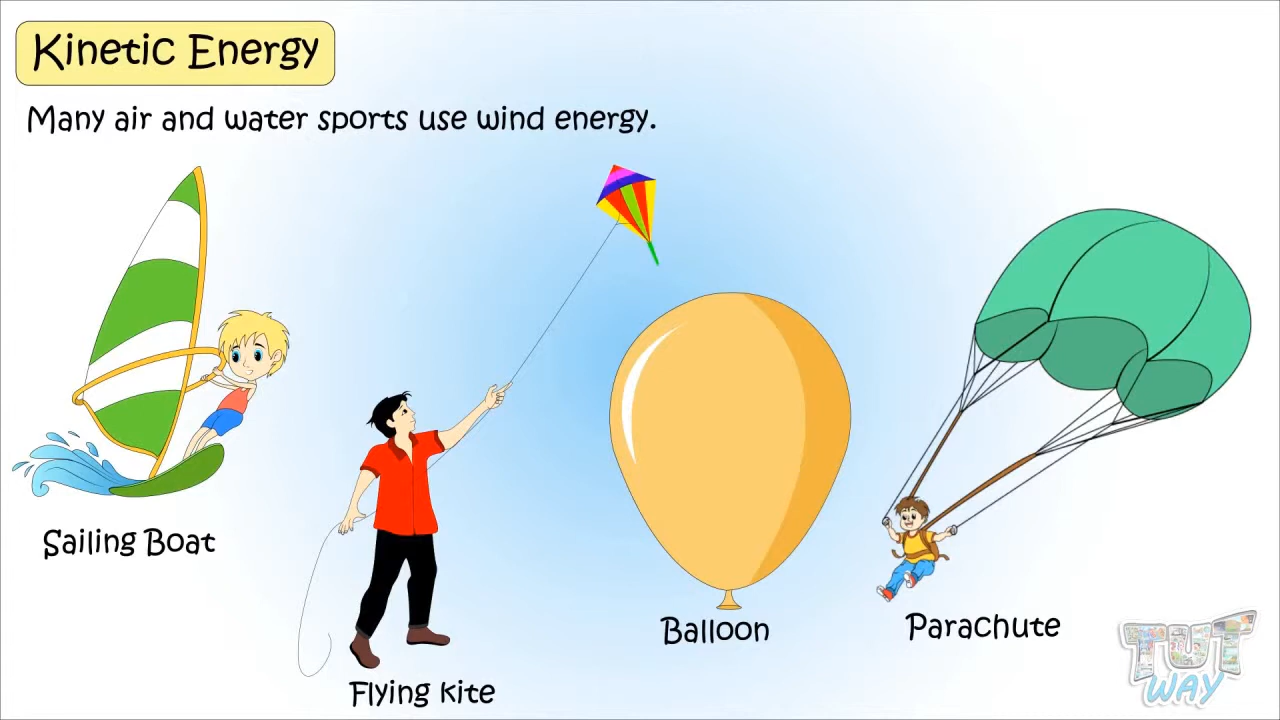 Kinetic Energy
Many air and water sports use wind energy.
Sailing Boat
Flying kite
Balloon
Parachute
TUT
WAY